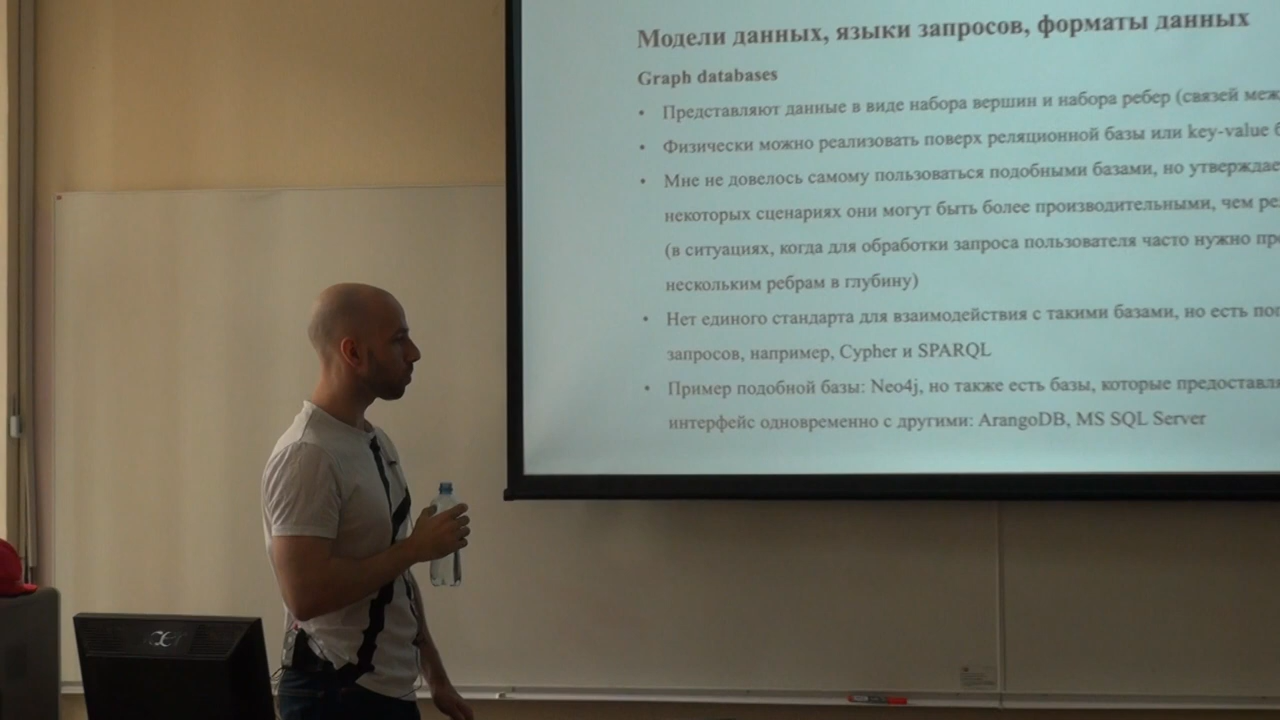 Модели данных, языки запросов, форматы данных
Graph databases
• Представляют данные в виде набора вершин и набора ребер (связей
• Физически можно реализовать поверх реляционной базы или key-value
• Мне не довелось самому пользоваться подобными базами, но
некоторых сценариях они могут быть более производительными, чем
(в ситуациях, когда для обработки запроса пользователя часто нужно
нескольким ребрам в глубину)
• Нет единого стандарта для взаимодействия с такими базами, но есть
запросов, например, Cypher и SPARQL
• Пример подобной базы: Neo4j, но также есть базы, которые
интерфейс одновременно с другими: ArangoDB, MS SQL Server
acer